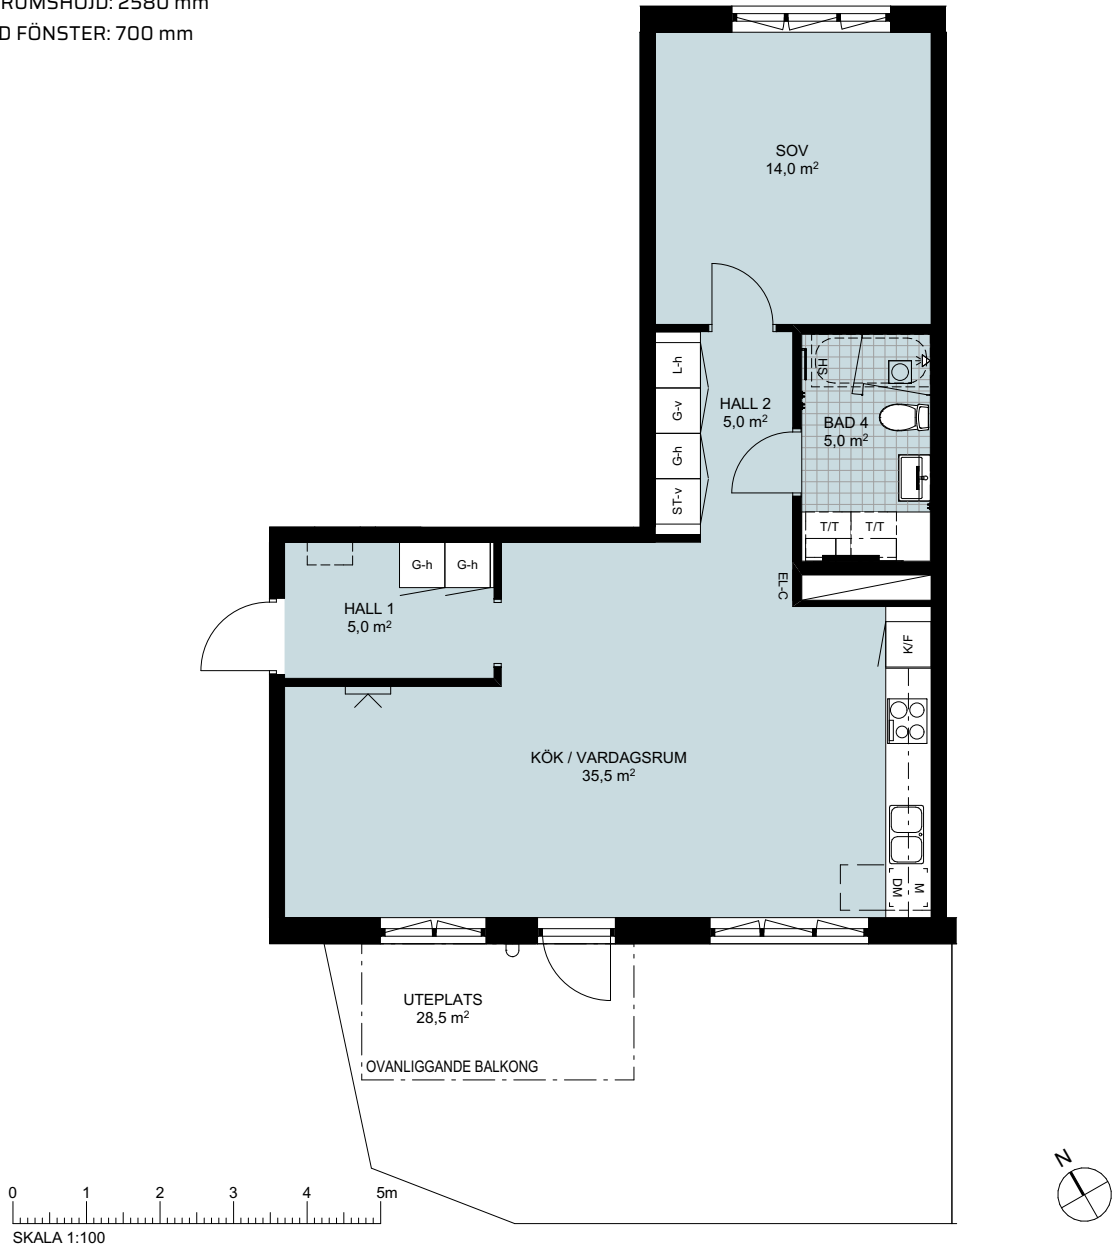 RUMSHÖJD: 2580 mm
D FÖNSTER: 700 mm
SOV
14,0 m²
L-h
G-v
G-h
ST-v
HALL 2
5,0 m²
HS
BAD 4
5,0 m²
T/T
T/T
EL-C
G-h
G-h
HALL 1
5,0 m²
K/F
KÖK / VARDAGSRUM
35,5 m²
DM
M
UTEPLATS
28,5 m²
OVANLIGGANDE BALKONG
N
0 1 2 3 4 5m
SKALA 1:100